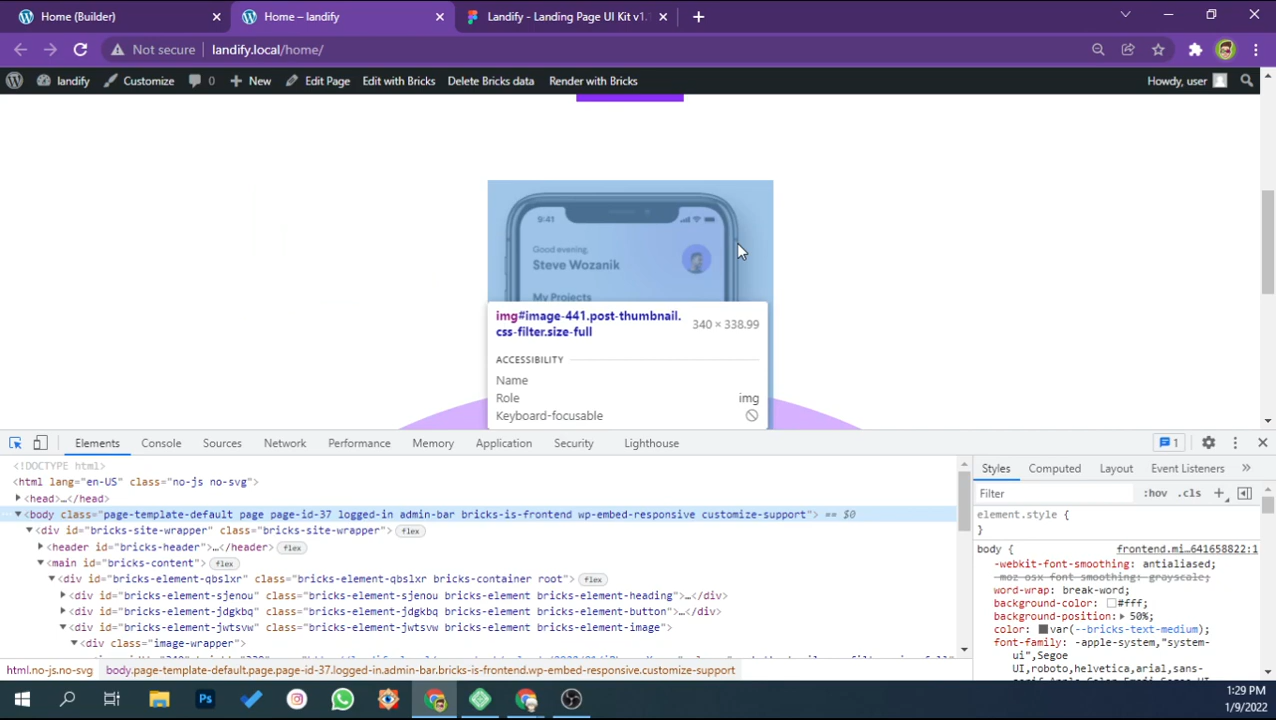 Home (Builder)
Home – landify
Landify - Landing Page UI Kit v1.
Not secure
landify.local/home/
landify
Customize
0
New
Edit Page
Edit with Bricks
Delete Bricks data
Render with Bricks
Howdy, user
9:41
Good evening,
Steve Wozanik
My Projects
img#image-441.post-thumbnail.
css-filter.size-full
340 × 338.99
ACCESSIBILITY
Name
Role
img
Keyboard-focusable
Elements
Console
Sources
Network
Performance
Memory
Application
Security
Lighthouse
1
<!DOCTYPE html>
<html lang="en-US" class="no-js no-svg">
<head>…</head>
<body class="page-template-default page page-id-37 logged-in admin-bar bricks-is-frontend wp-embed-responsive customize-support"> == $0
<div id="bricks-site-wrapper" class="bricks-site-wrapper"> flex
<header id="bricks-header">…</header> flex
<main id="bricks-content"> flex
<div id="bricks-element-qbslxr" class="bricks-element-qbslxr bricks-container root"> flex
<div id="bricks-element-sjenou" class="bricks-element-sjenou bricks-element bricks-element-heading">…</div>
<div id="bricks-element-jdgkbq" class="bricks-element-jdgkbq bricks-element bricks-element-button">…</div>
<div id="bricks-element-jwtsvw" class="bricks-element-jwtsvw bricks-element bricks-element-image">
<div class="image-wrapper">
html.no-js.no-svg
body.page-template-default.page.page-id-37.logged-in.admin-bar.bricks-is-frontend.wp-embed-responsive.customize-support
Styles
Computed
Layout
Event Listeners
Filter
:hov
.cls
element.style {
}
body {
frontend.mi…641658822:1
-webkit-font-smoothing: antialiased;
-moz-osx-font-smoothing: grayscale;
word-wrap: break-word;
background-color: #fff;
background-position: 50%;
color: var(--bricks-text-medium);
font-family: -apple-system,"system-
ui",Segoe
UI,roboto,helvetica,arial,sans-
1:29 PM
1/9/2022